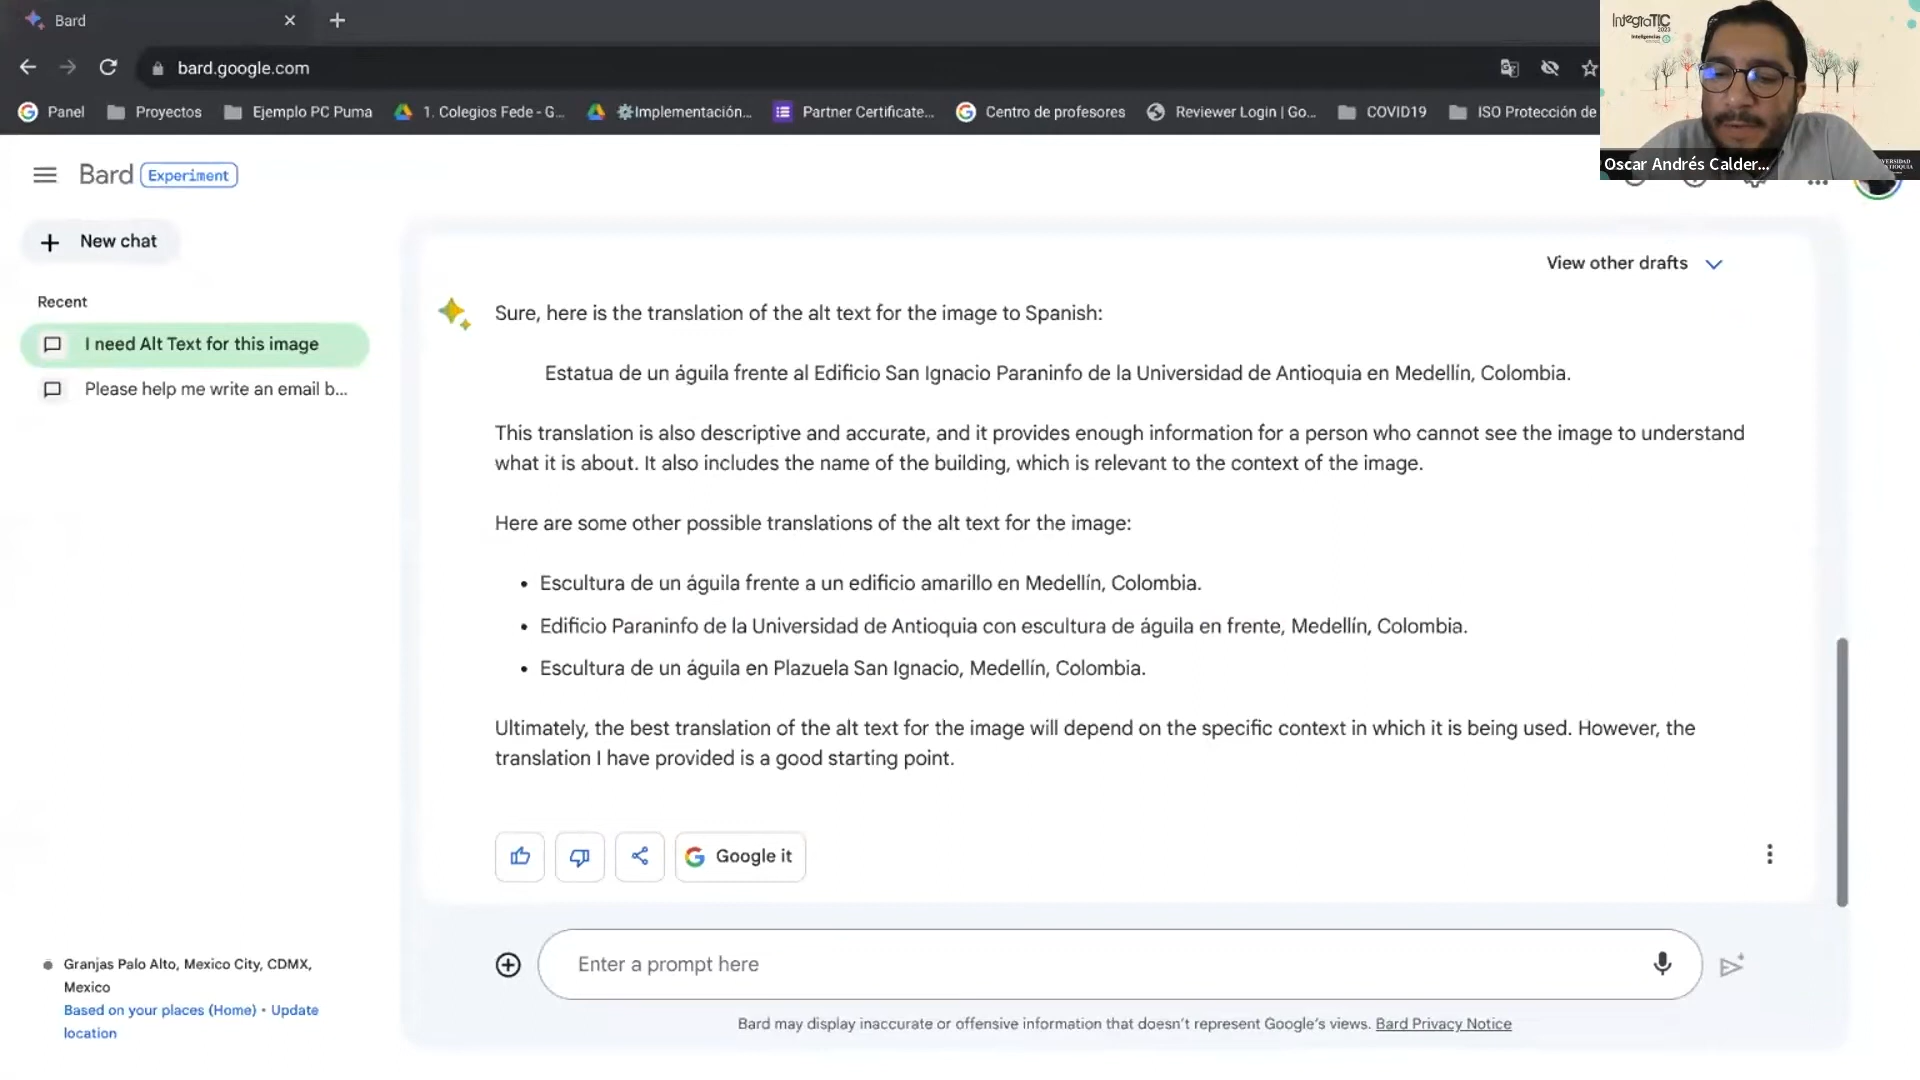 Bard
bard.google.com
Panel
Proyectos
Ejemplo PC Puma
1. Colegios Fede - G...
Implementación...
Partner Certificate...
Centro de profesores
Reviewer Login | Go...
COVID19
ISO Protección de
IntegraTIC
2023
Inteligencias
Oscar Andrés Calder...
Bard Experiment
New chat
Recent
I need Alt Text for this image
Please help me write an email b...
View other drafts
Sure, here is the translation of the alt text for the image to Spanish:
Estatua de un águila frente al Edificio San Ignacio Paraninfo de la Universidad de Antioquia en Medellín, Colombia.
This translation is also descriptive and accurate, and it provides enough information for a person who cannot see the image to understand
what it is about. It also includes the name of the building, which is relevant to the context of the image.
Here are some other possible translations of the alt text for the image:
• Escultura de un águila frente a un edificio amarillo en Medellín, Colombia.
• Edificio Paraninfo de la Universidad de Antioquia con escultura de águila en frente, Medellín, Colombia.
• Escultura de un águila en Plazuela San Ignacio, Medellín, Colombia.
Ultimately, the best translation of the alt text for the image will depend on the specific context in which it is being used. However, the
translation I have provided is a good starting point.
Google it
Enter a prompt here
Bard may display inaccurate or offensive information that doesn't represent Google's views. Bard Privacy Notice
Granjas Palo Alto, Mexico City, CDMX,
Mexico
Based on your places (Home) • Update
location